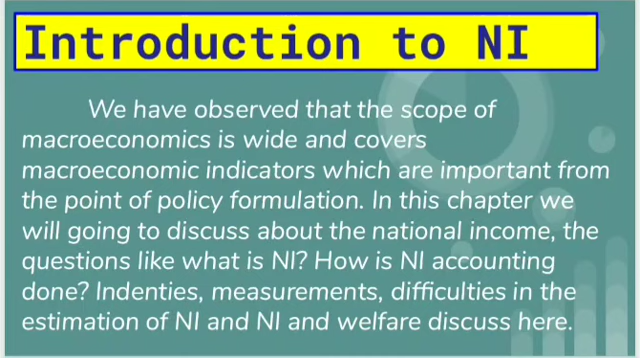 Introduction to NI
We have observed that the scope of
macroeconomics is wide and covers
macroeconomic indicators which are important from
the point of policy formulation. In this chapter we
will going to discuss about the national income, the
questions like what is NI? How is NI accounting
done? Indenties, measurements, difficulties in the
estimation of NI and NI and welfare discuss here.